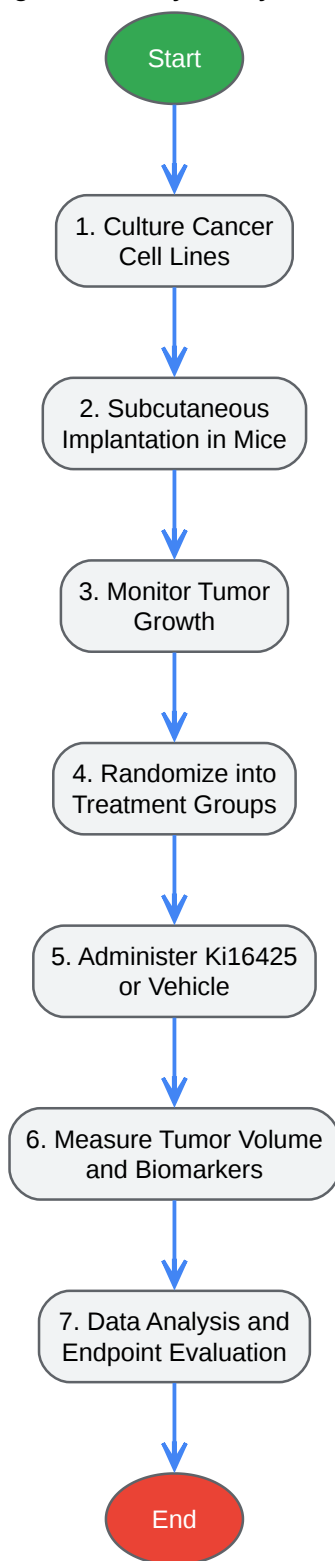 Start
1. Culture Cancer
Cell Lines
2. Subcutaneous
Implantation in Mice
3. Monitor Tumor
Growth
4. Randomize into
Treatment Groups
5. Administer Ki16425
or Vehicle
6. Measure Tumor Volume
and Biomarkers
7. Data Analysis and
Endpoint Evaluation
End